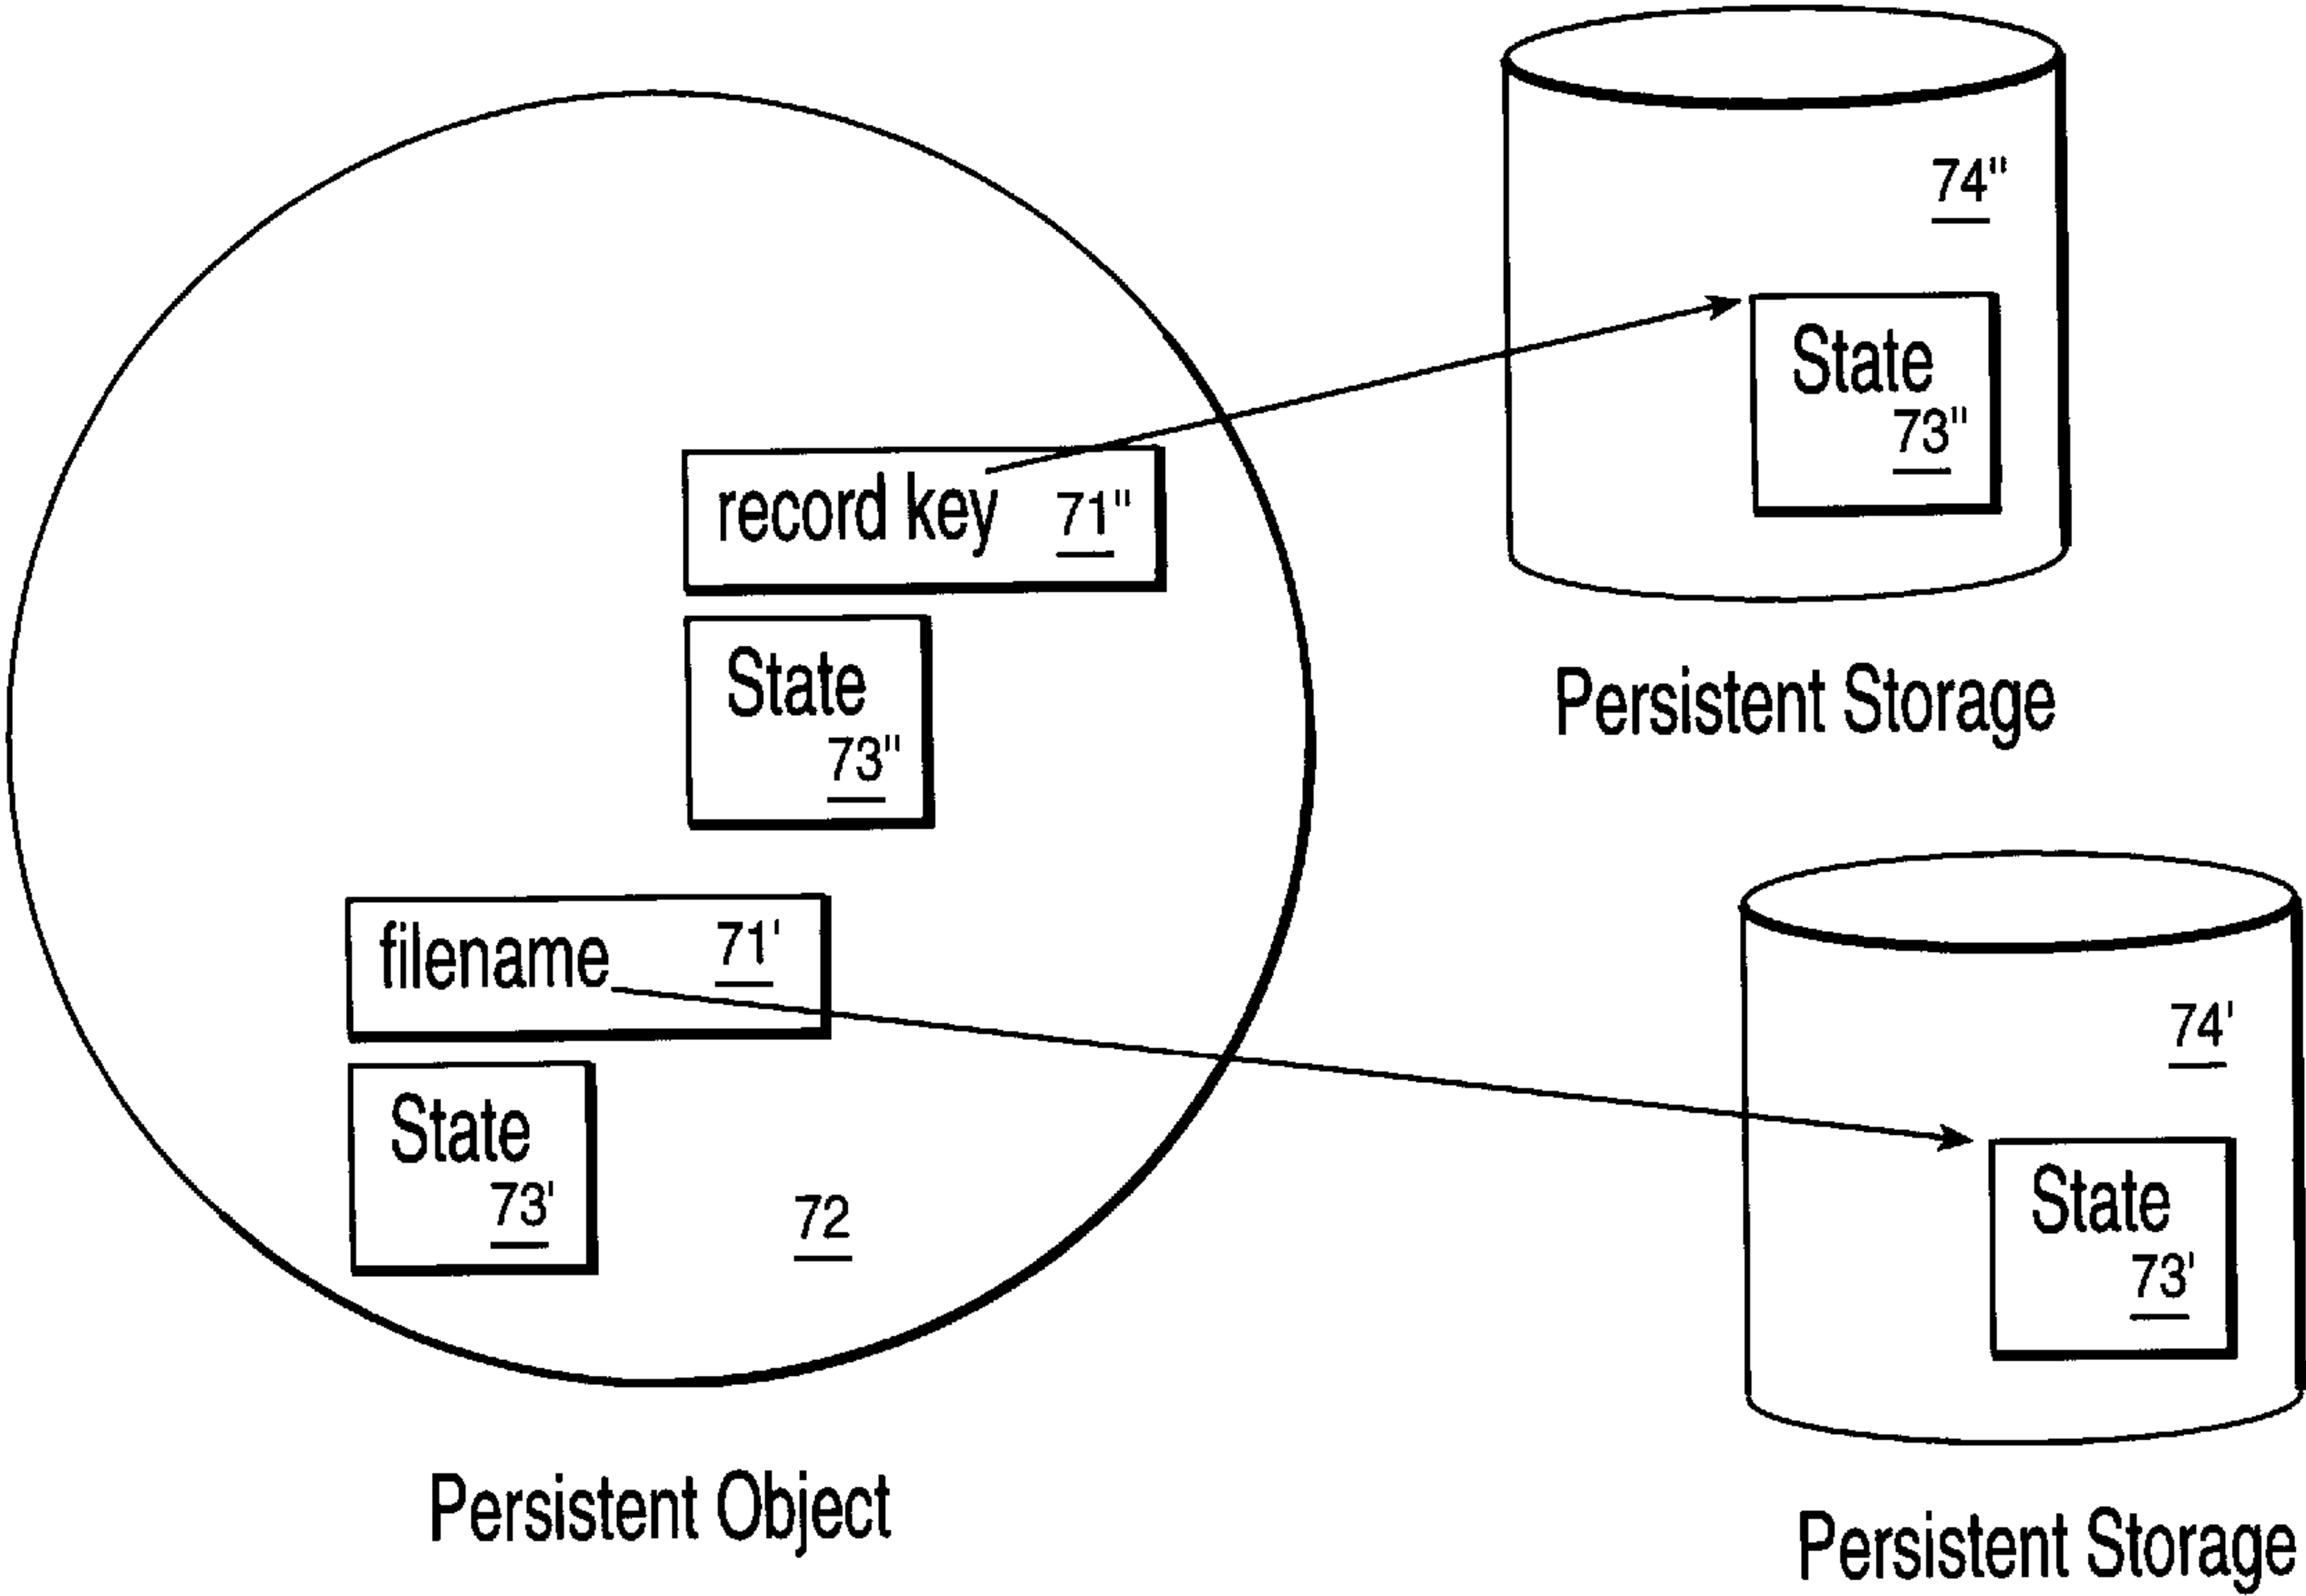 74"
State
73"
Persistent Storage
record key 71"
State
73"
filename 71'
State
73'
72
Persistent Object
74'
State
73'
Persistent Storage